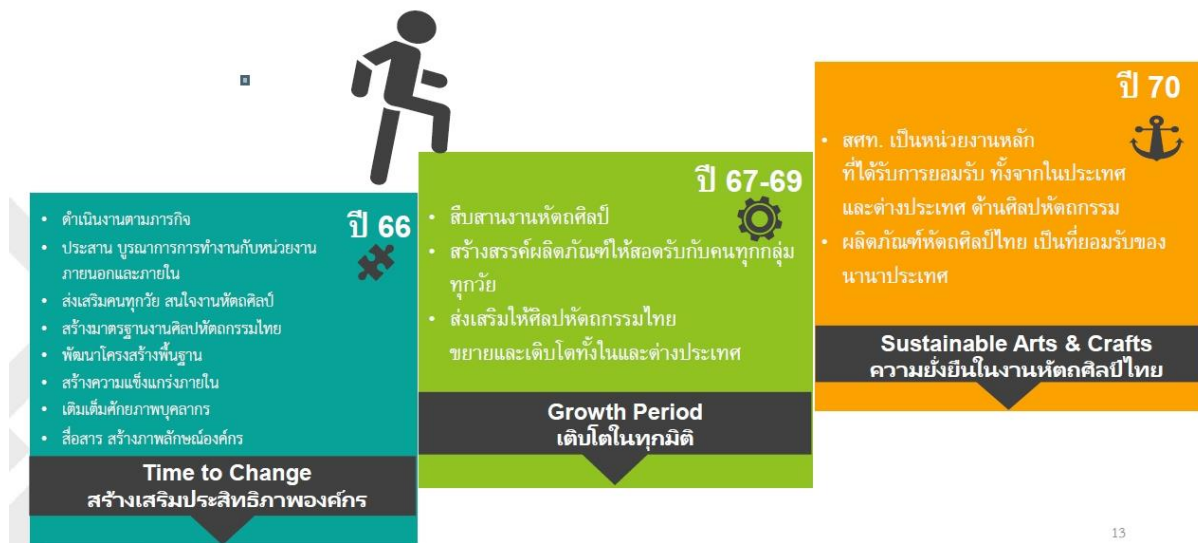 ปี 66
• ดำเนินงานตามภารกิจ
• ประสาน บูรณาการการทำงานกับหน่วยงาน
ภายนอกและภายใน
• ส่งเสริมคนทุกวัย สนใจงานหัตถศิลป์
• สร้างมาตรฐานงานศิลปหัตถกรรมไทย
• พัฒนาโครงสร้างพื้นฐาน
• สร้างความแข็งแกร่งภายใน
• เติมเต็มศักยภาพบุคลากร
• สื่อสาร สร้างภาพลักษณ์องค์กร
Time to Change
สร้างเสริมประสิทธิภาพองค์กร
ปี 67-69
• สืบสานงานหัตถศิลป์
• สร้างสรรค์ผลิตภัณฑ์ให้สอดรับกับคนทุกกลุ่ม
ทุกวัย
• ส่งเสริมให้ศิลปหัตถกรรมไทย
ขยายและเติบโตทั้งในและต่างประเทศ
Growth Period
เติบโตในทุกมิติ
ปี 70
• สศท. เป็นหน่วยงานหลัก
ที่ได้รับการยอมรับ ทั้งจากในประเทศ
และต่างประเทศ ด้านศิลปหัตถกรรม
• ผลิตภัณฑ์หัตถศิลป์ไทย เป็นที่ยอมรับของ
นานาประเทศ
Sustainable Arts & Crafts
ความยั่งยืนในงานหัตถศิลป์ไทย
13